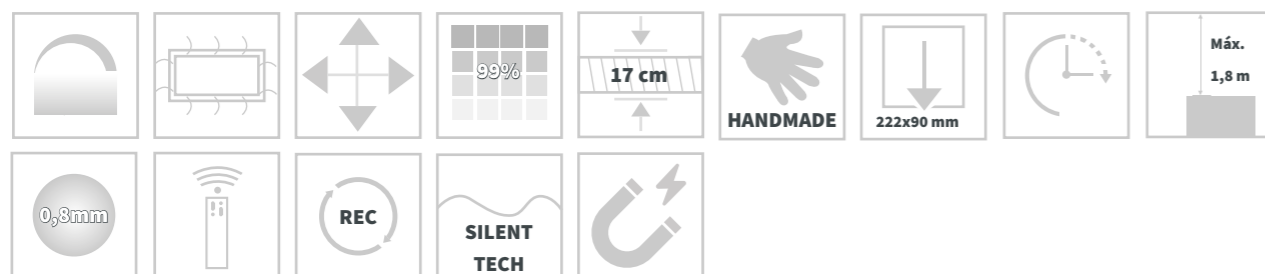 99%
17 cm
HANDMADE
222x90 mm
Máx.
1,8 m
0,8mm
REC
SILENT
TECH